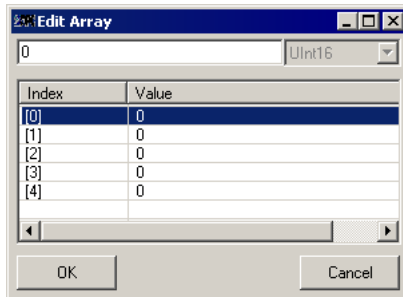 Edit Array
0 UInt16
Index Value
[0] 0
[1] 0
[2] 0
[3] 0
[4] 0
OK Cancel